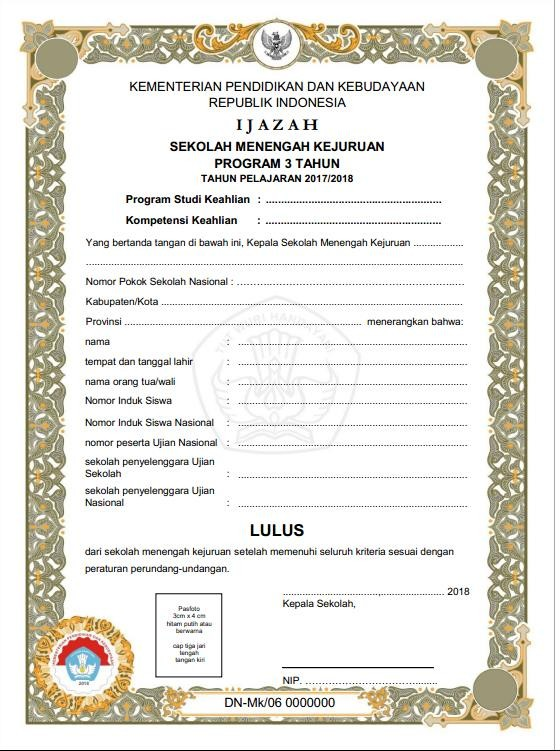 KEMENTERIAN PENDIDIKAN DAN KEBUDAYAAN
REPUBLIK INDONESIA
IJAZAH
SEKOLAH MENENGAH KEJURUAN
PROGRAM 3 TAHUN
TAHUN PELAJARAN 2017/2018
Program Studi Keahlian : ..........................................................
Kompetensi Keahlian : ..........................................................
Yang bertanda tangan di bawah ini, Kepala Sekolah Menengah Kejuruan ..................
..........................................................................................................................................
Nomor Pokok Sekolah Nasional : ..................................................................................
Kabupaten/Kota ..............................................................................................................
Provinsi ..................................................................................... menerangkan bahwa:
nama : ....................................................................................
tempat dan tanggal lahir : ....................................................................................
nama orang tua/wali : ....................................................................................
Nomor Induk Siswa : ....................................................................................
Nomor Induk Siswa Nasional : ....................................................................................
nomor peserta Ujian Nasional : ....................................................................................
sekolah penyelenggara Ujian
Sekolah : ....................................................................................
sekolah penyelenggara Ujian
Nasional : ....................................................................................
TUT WURI HANDAYANI
LULUS
dari sekolah menengah kejuruan setelah memenuhi seluruh kriteria sesuai dengan
peraturan perundang-undangan.
..................................,...................... 2018
Kepala Sekolah,
Pasfoto
3cm x 4 cm
hitam putih atau
berwarna
cap tiga jari
tengah
tangan kiri
NIP. ................................................
2018
DN-Mk/06 0000000